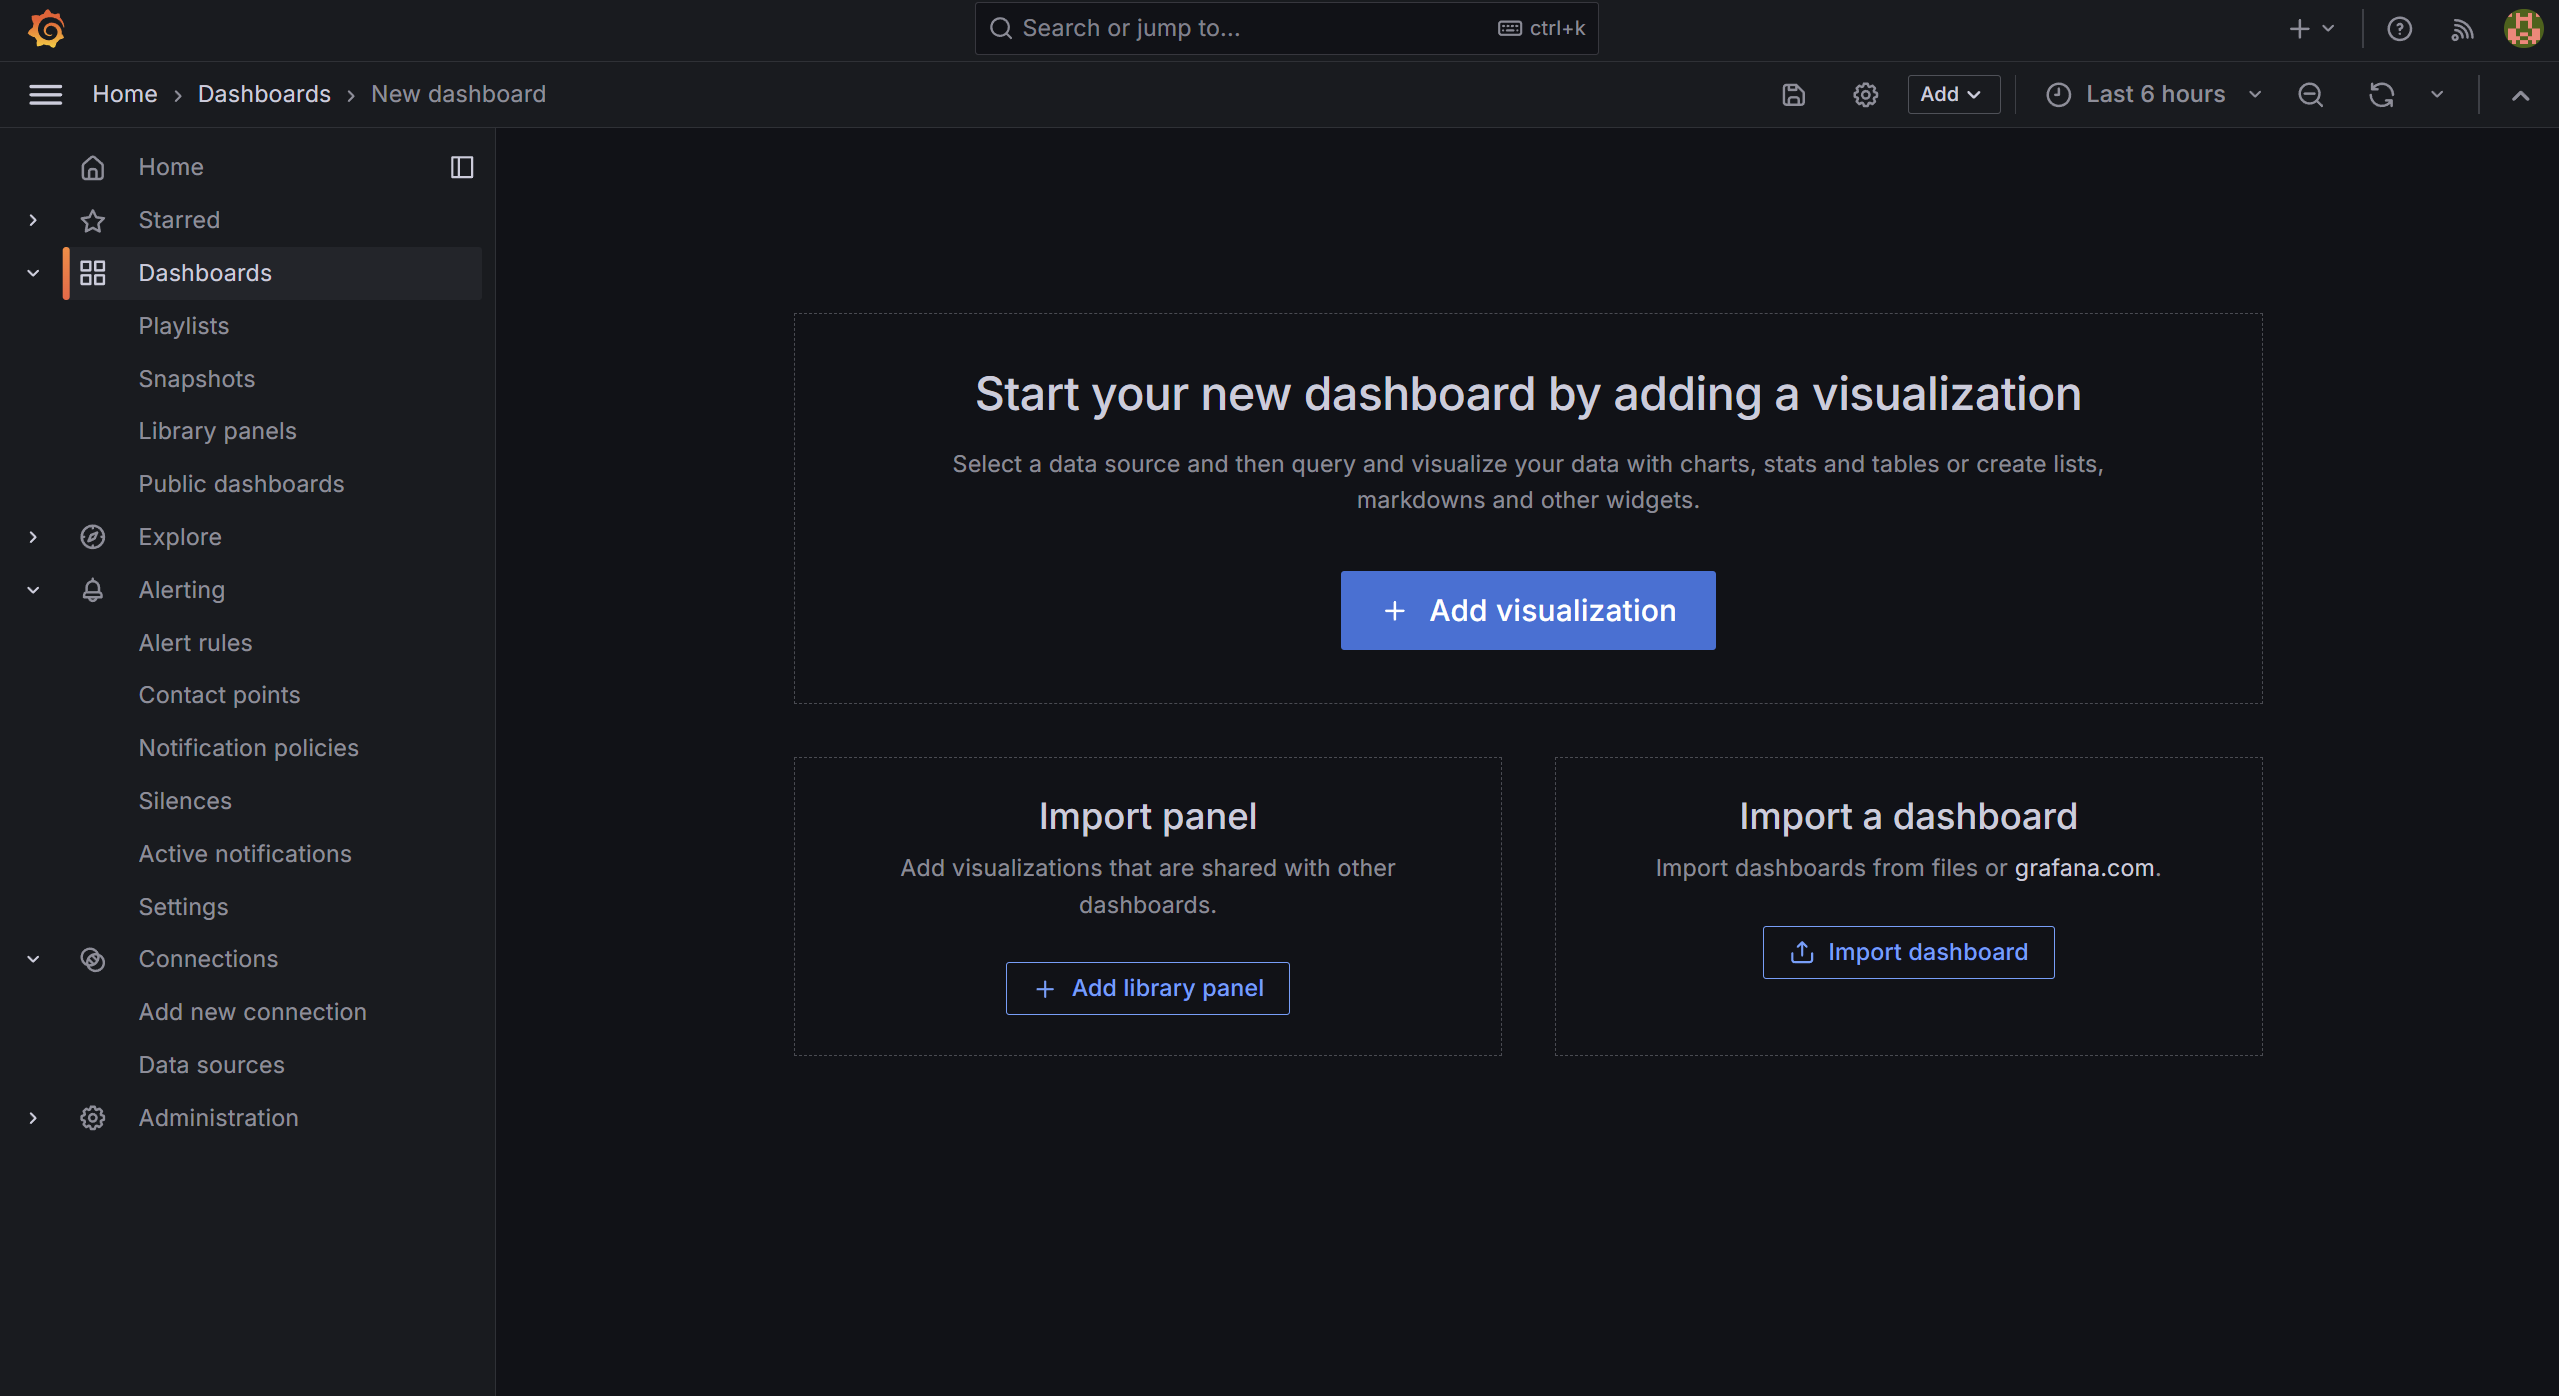 Search or jump to...
ctrl+k
Home
Dashboards
New dashboard
Add
Last 6 hours
Home
Starred
Dashboards
Playlists
Snapshots
Library panels
Public dashboards
Explore
Alerting
Alert rules
Contact points
Notification policies
Silences
Active notifications
Settings
Connections
Add new connection
Data sources
Administration
Start your new dashboard by adding a visualization
Select a data source and then query and visualize your data with charts, stats and tables or create lists,
markdowns and other widgets.
Add visualization
Import panel
Add visualizations that are shared with other
dashboards.
Add library panel
Import a dashboard
Import dashboards from files or grafana.com.
Import dashboard